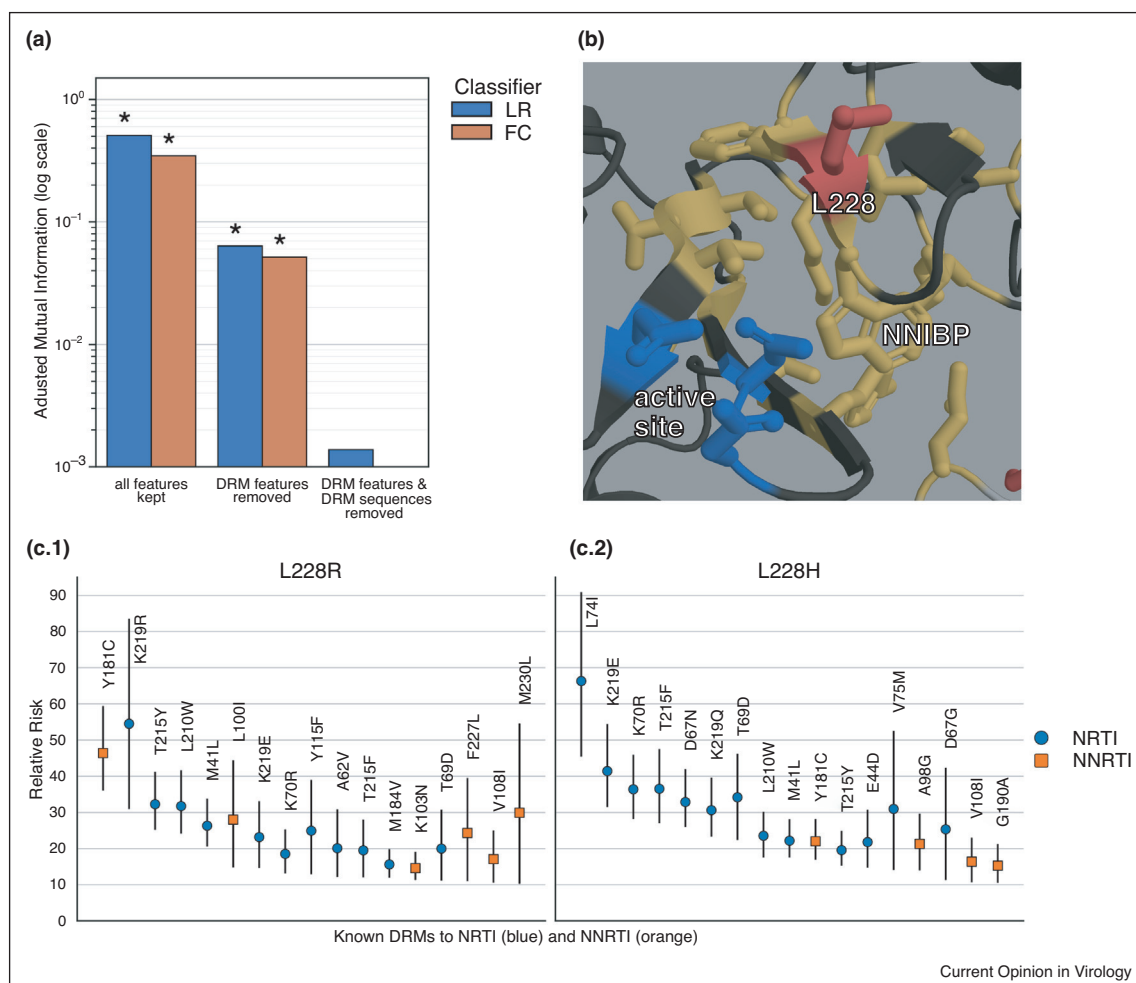 (a)
Adusted Mutual Information (log scale)
10⁰
10⁻¹
10⁻²
10⁻³
* *
* *
all features
kept
DRM features
removed
DRM features &
DRM sequences
removed
Classifier
LR
FC
(b)
L228
NNIBP
active
site
(c.1)
L228R
Relative Risk
90
80
70
60
50
40
30
20
10
0
Y181C
K219R
T215Y
L210W
M41L
L100I
K219E
K70R
Y115F
A62V
T215F
M184V
K103N
T69D
F227L
V108I
M230L
(c.2)
L228H
L74I
K219E
K70R
T215F
D67N
K219Q
T69D
L210W
M41L
Y181C
T215Y
E44D
V75M
A98G
D67G
V108I
G190A
NRTI
NNRTI
Known DRMs to NRTI (blue) and NNRTI (orange)
Current Opinion in Virology